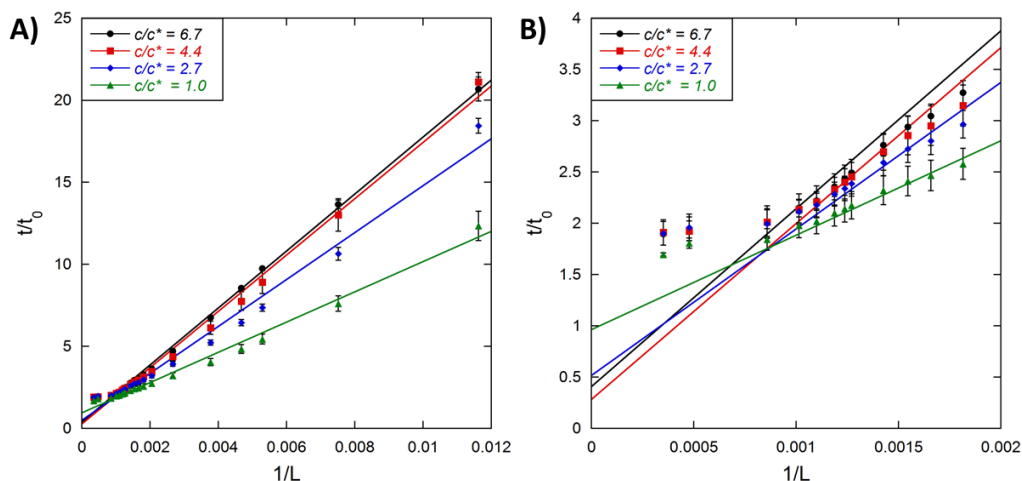 A)
c/c* = 6.7
c/c* = 4.4
c/c* = 2.7
c/c* = 1.0
25
20
15
10
5
0
t/t0
0
0.002
0.004
0.006
0.008
0.01
0.012
1/L
B)
c/c* = 6.7
c/c* = 4.4
c/c* = 2.7
c/c* = 1.0
4
3.5
3
2.5
2
1.5
1
0.5
0
t/t0
0
0.0005
0.001
0.0015
0.002
1/L